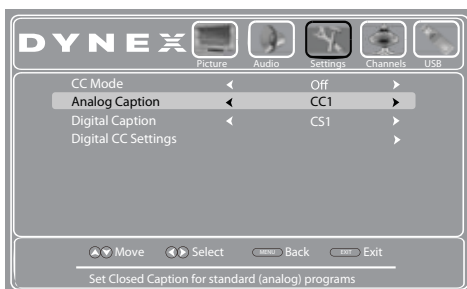 DYNEX
Picture Audio Settings Channels USB
CC Mode Off
Analog Caption CC1
Digital Caption CS1
Digital CC Settings
Move Select MENU Back EXIT Exit
Set Closed Caption for standard (analog) programs